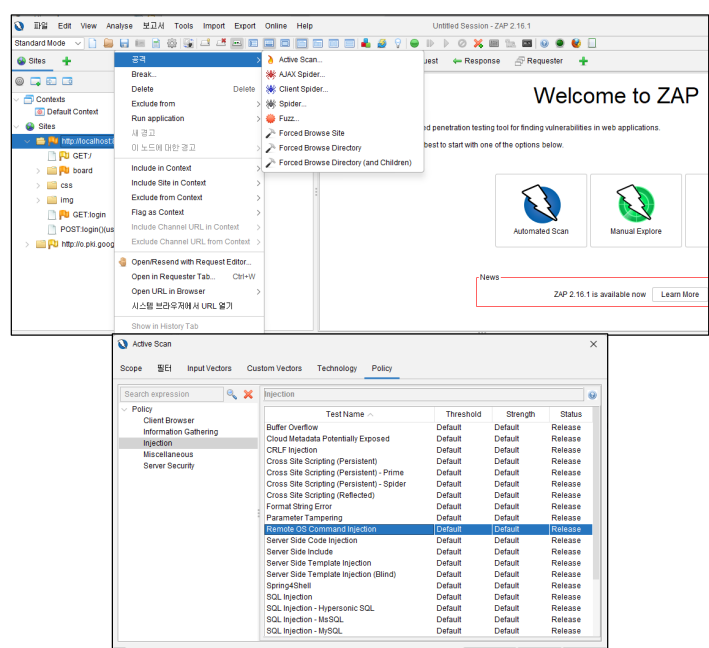 파일 Edit View Analyse 보고서 Tools Import Export Online Help Untitled Session - ZAP 2.16.1
Standard Mode
Sites
Contexts
Default Context
Sites
http://localhost:
GET:/
board
css
img
GET:login
POST:login()(us
http://o.pki.goog
공격
Break...
Delete Delete
Exclude from
Run application
새 경고
이 노드에 대한 경고
Include in Context
Include Site in Context
Exclude from Context
Flag as Context
Include Channel URL in Context
Exclude Channel URL from Context
Open/Resend with Request Editor...
Open in Requester Tab... Ctrl+W
Open URL in Browser
시스템 브라우저에서 URL 열기
Show in History Tab
Active Scan...
AJAX Spider...
Client Spider...
Spider...
Fuzz...
Forced Browse Site
Forced Browse Directory
Forced Browse Directory (and Children)
uest Response Requester
Welcome to ZAP
ed penetration testing tool for finding vulnerabilities in web applications.
best to start with one of the options below.
Automated Scan Manual Explore
News
ZAP 2.16.1 is available now Learn More
Active Scan
Scope 필터 Input Vectors Custom Vectors Technology Policy
Search expression
Policy
Client Browser
Information Gathering
Injection
Miscellaneous
Server Security
Injection
Test Name Threshold Strength Status
Buffer Overflow Default Default Release
Cloud Metadata Potentially Exposed Default Default Release
CRLF Injection Default Default Release
Cross Site Scripting (Persistent) Default Default Release
Cross Site Scripting (Persistent) - Prime Default Default Release
Cross Site Scripting (Persistent) - Spider Default Default Release
Cross Site Scripting (Reflected) Default Default Release
Format String Error Default Default Release
Parameter Tampering Default Default Release
Remote OS Command Injection Default Default Release
Server Side Code Injection Default Default Release
Server Side Include Default Default Release
Server Side Template Injection Default Default Release
Server Side Template Injection (Blind) Default Default Release
Spring4Shell Default Default Release
SQL Injection Default Default Release
SQL Injection - Hypersonic SQL Default Default Release
SQL Injection - MsSQL Default Default Release
SQL Injection - MySQL Default Default Release